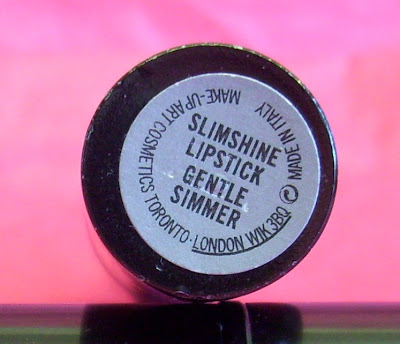 SLIMSHINE
LIPSTICK
GENTLE
SIMMER
MAKE-UP ART COSMETICS TORONTO·LONDON W1K 3BQ MADE IN ITALY